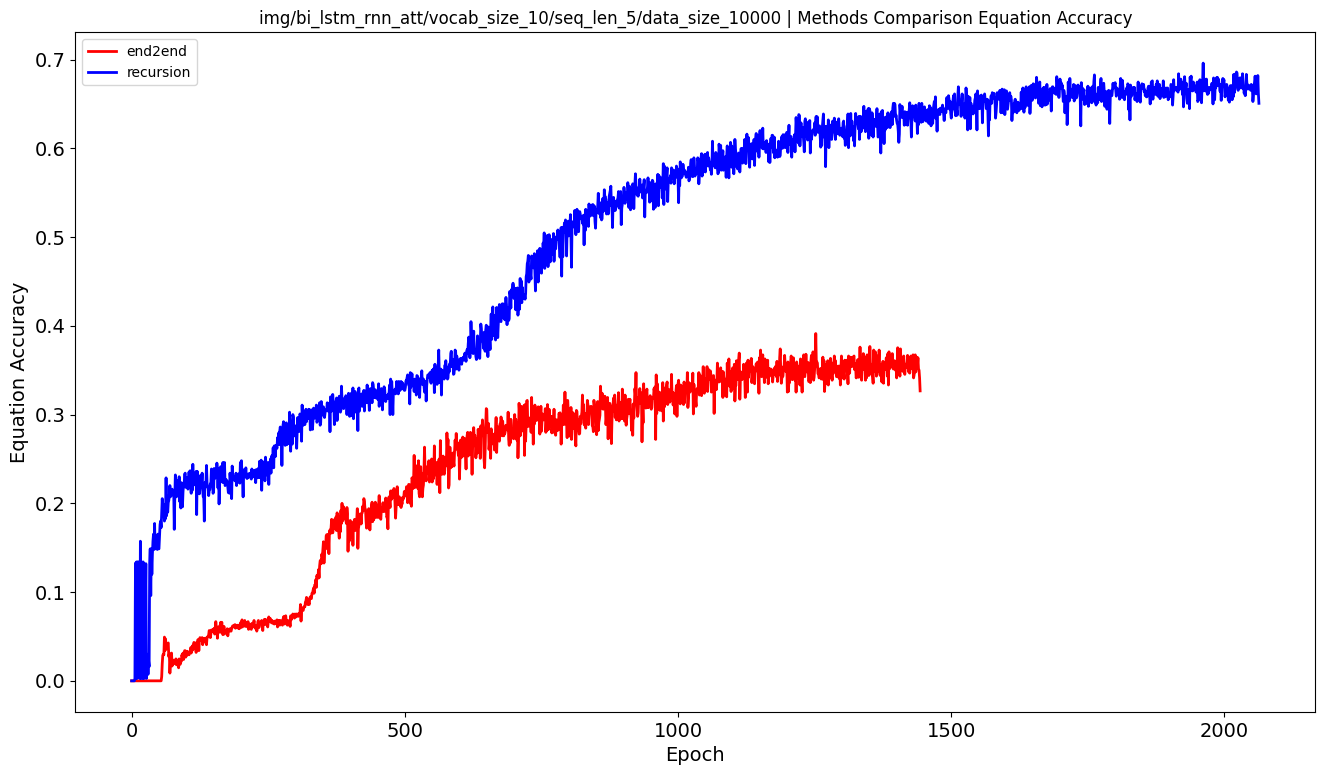 img/bi_lstm_rnn_att/vocab_size_10/seq_len_5/data_size_10000 | Methods Comparison Equation Accuracy
end2end
recursion
Equation Accuracy
0.7
0.6
0.5
0.4
0.3
0.2
0.1
0.0
0 500 1000 1500 2000
Epoch